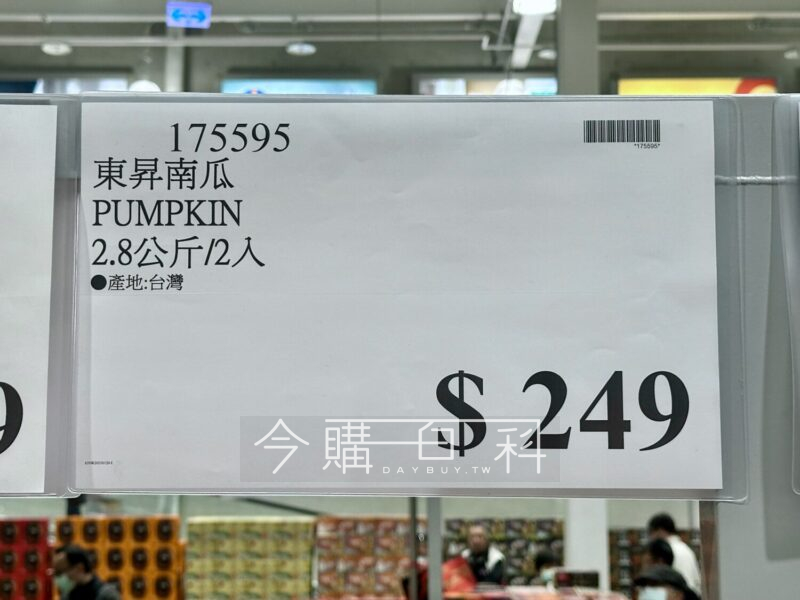 175595
*175595*
東昇南瓜
PUMPKIN
2.8公斤/2入
●產地:台灣
9
$ 249
今購百科
DAYBUY.TW